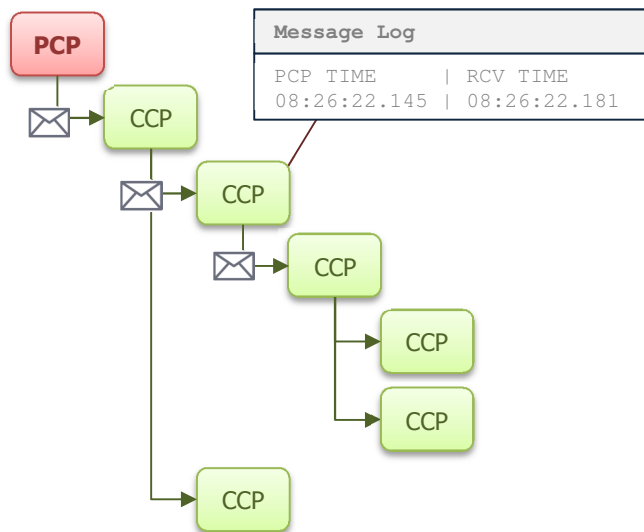 PCP
Message Log
PCP TIME | RCV TIME
08:26:22.145 | 08:26:22.181
CCP
CCP
CCP
CCP
CCP
CCP